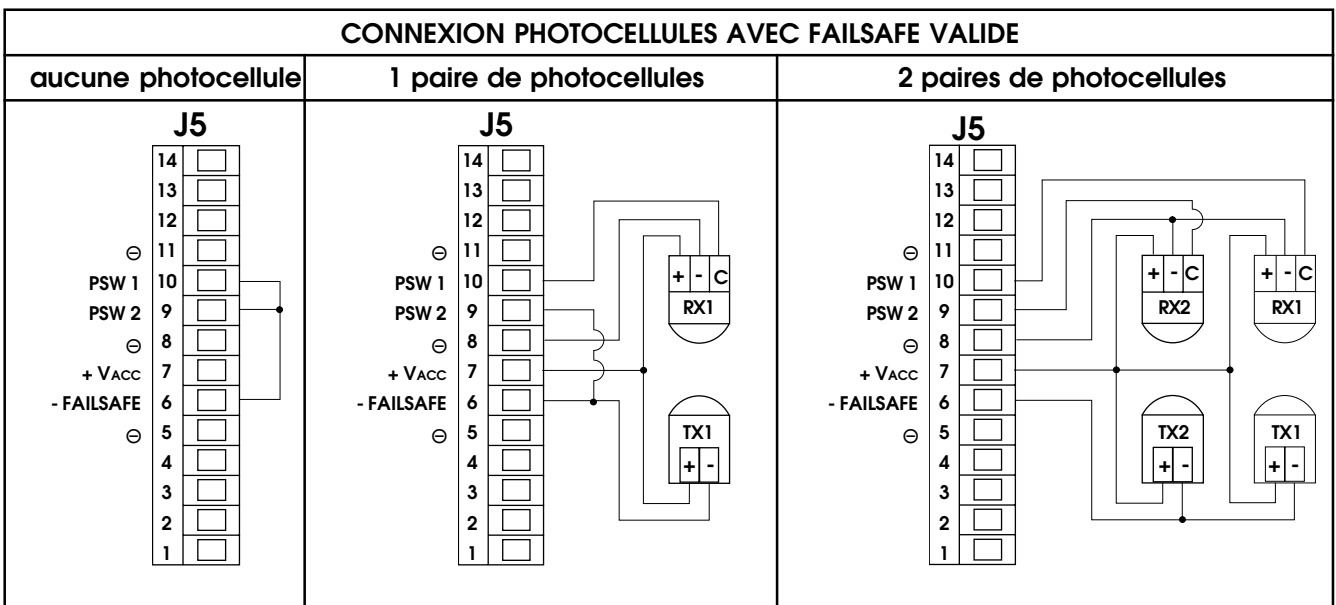 CONNEXION PHOTOCELLULES AVEC FAILSAFE VALIDE
aucune photocellule
1 paire de photocellules
2 paires de photocellules
J5
14
13
12
⊖ 11
PSW 1 10
PSW 2 9
⊖ 8
+ VACC 7
- FAILSAFE 6
⊖ 5
4
3
2
1
J5
14
13
12
⊖ 11
PSW 1 10
PSW 2 9
⊖ 8
+ VACC 7
- FAILSAFE 6
⊖ 5
4
3
2
1
+ - C
RX1
TX1
+ -
J5
14
13
12
⊖ 11
PSW 1 10
PSW 2 9
⊖ 8
+ VACC 7
- FAILSAFE 6
⊖ 5
4
3
2
1
+ - C
RX2
+ - C
RX1
TX2
+ -
TX1
+ -